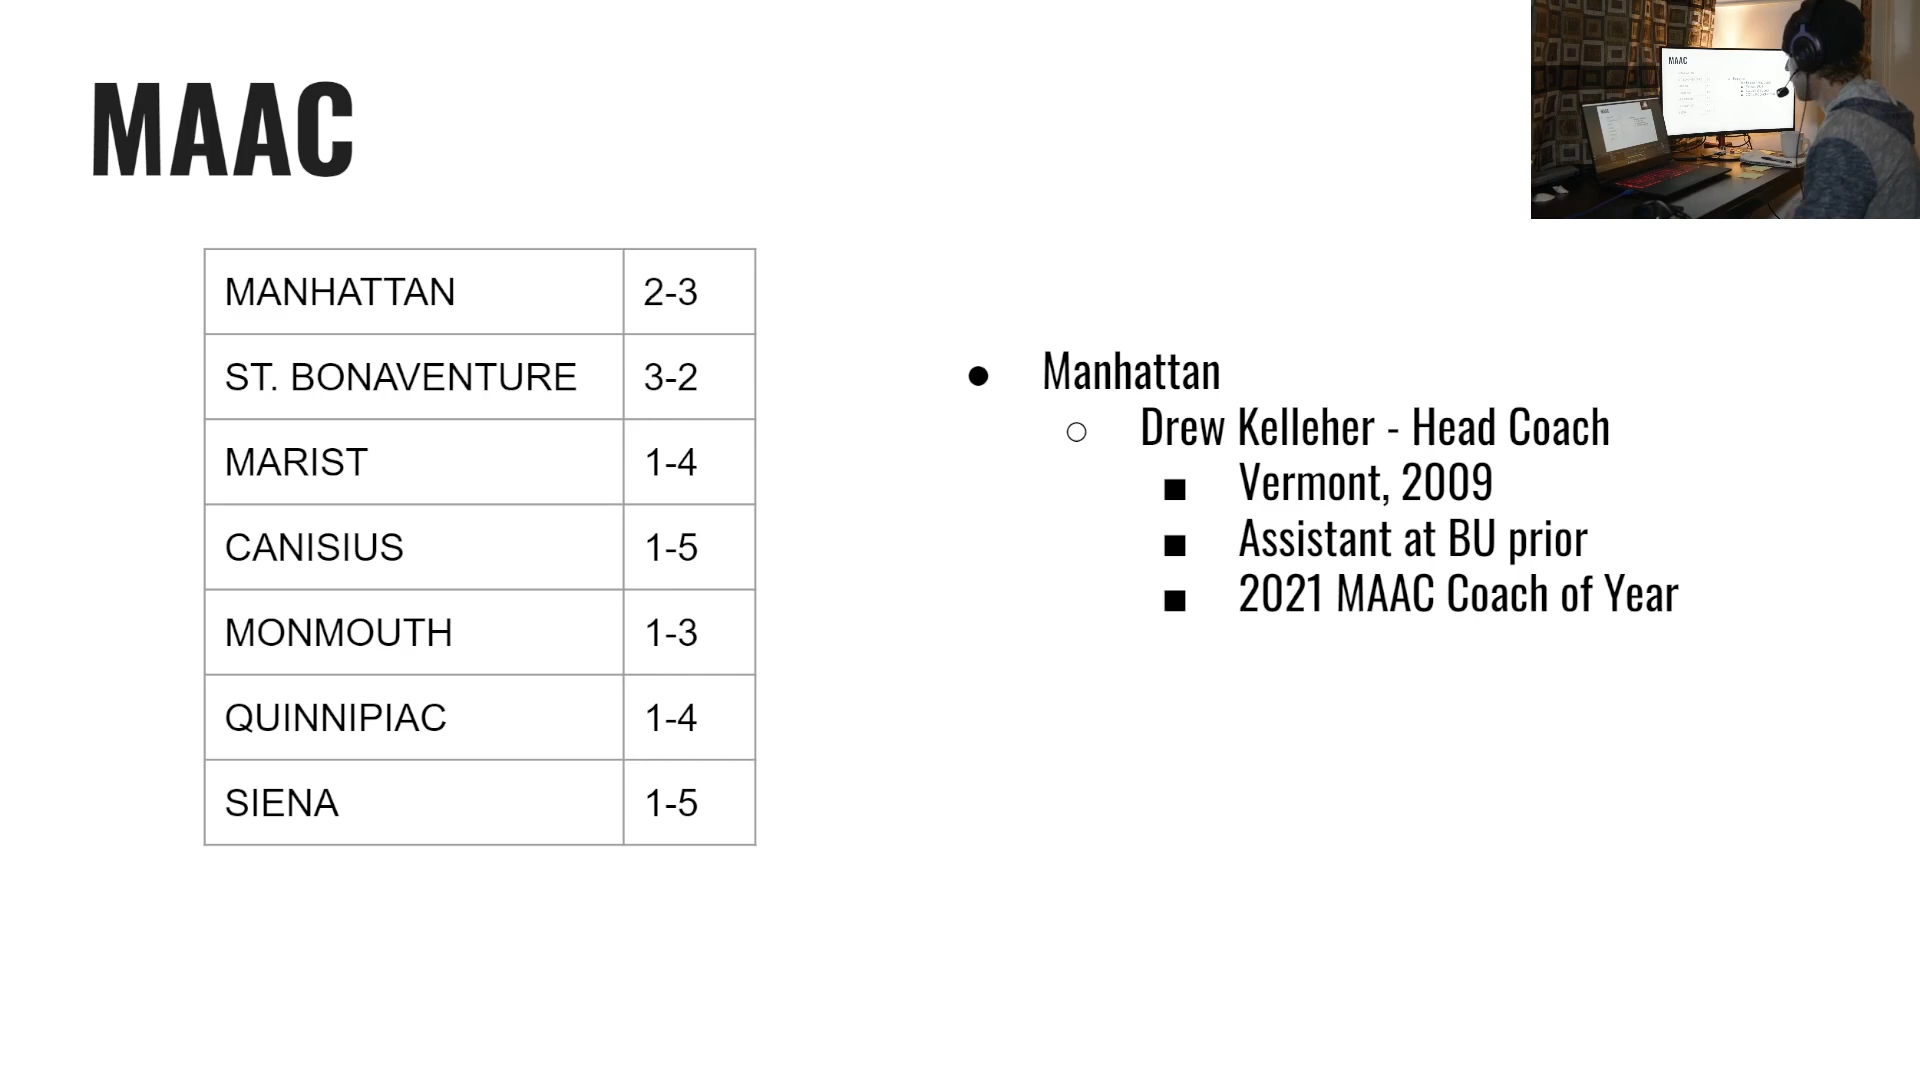 MAAC
MANHATTAN 2-3
ST. BONAVENTURE 3-2
MARIST 1-4
CANISIUS 1-5
MONMOUTH 1-3
QUINNIPIAC 1-4
SIENA 1-5
● Manhattan
○ Drew Kelleher - Head Coach
■ Vermont, 2009
■ Assistant at BU prior
■ 2021 MAAC Coach of Year
MAAC